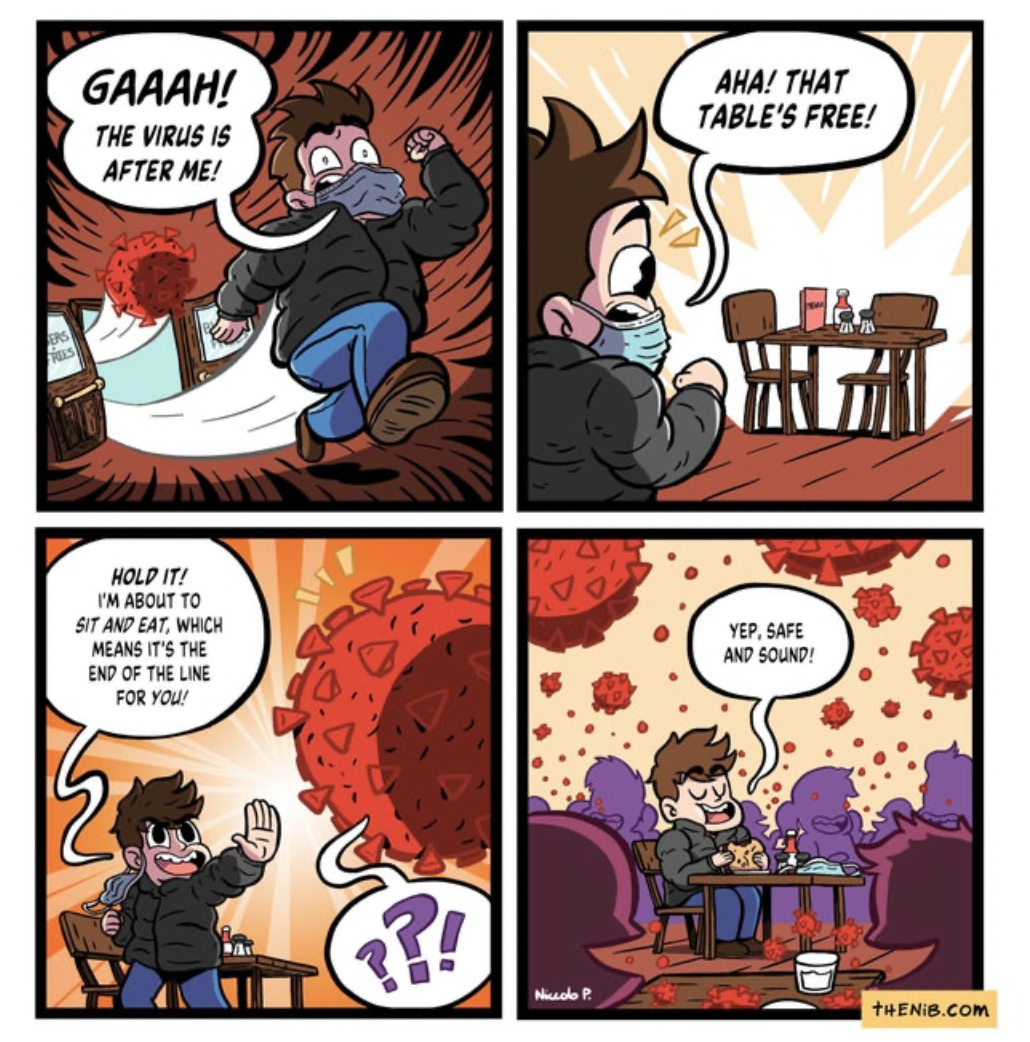 GAAAH!
THE VIRUS IS
AFTER ME!
AHA! THAT
TABLE'S FREE!
MENU
HOLD IT!
I'M ABOUT TO
SIT AND EAT, WHICH
MEANS IT'S THE
END OF THE LINE
FOR YOU!
??!
YEP, SAFE
AND SOUND!
Niccolo P.
THENIB.COM